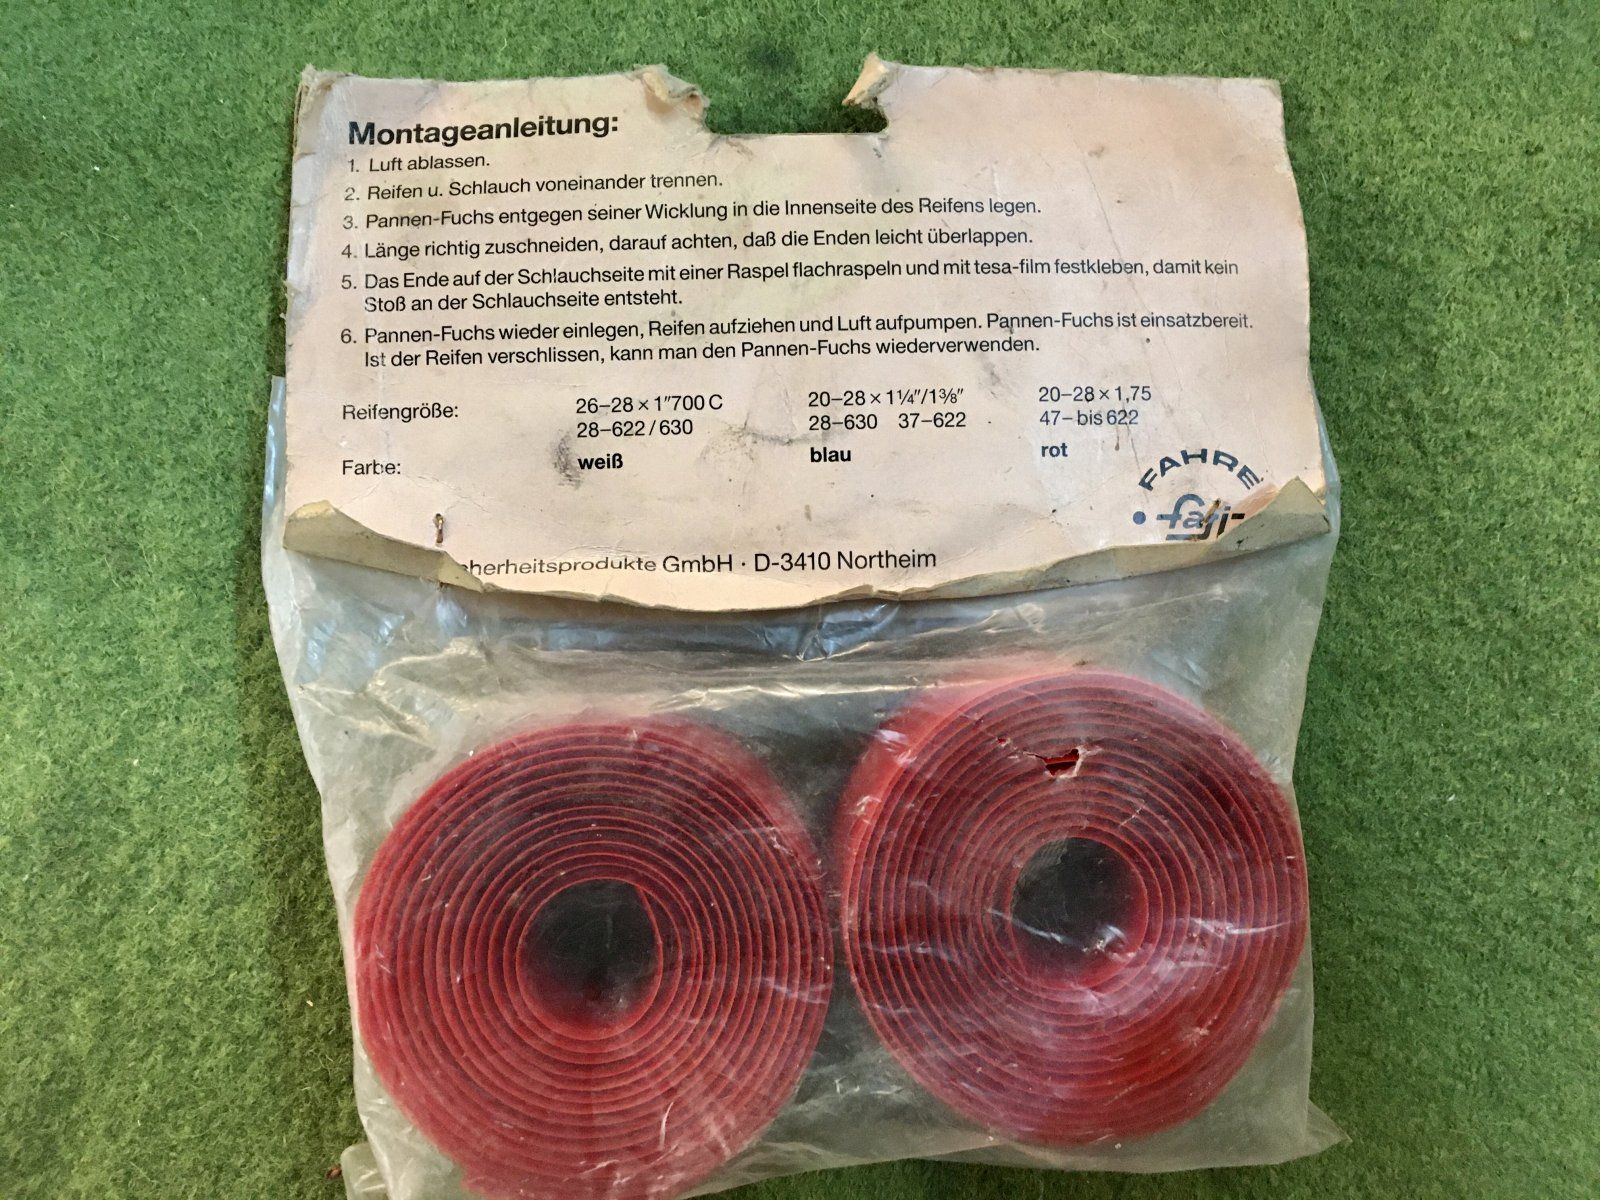 Montageanleitung:
1. Luft ablassen.
2. Reifen u. Schlauch voneinander trennen.
3. Pannen-Fuchs entgegen seiner Wicklung in die Innenseite des Reifens legen.
4. Länge richtig zuschneiden, darauf achten, daß die Enden leicht überlappen.
5. Das Ende auf der Schlauchseite mit einer Raspel flachraspeln und mit tesa-film festkleben, damit kein
Stoß an der Schlauchseite entsteht.
6. Pannen-Fuchs wieder einlegen, Reifen aufziehen und Luft aufpumpen. Pannen-Fuchs ist einsatzbereit.
Ist der Reifen verschlissen, kann man den Pannen-Fuchs wiederverwenden.
Reifengröße: 26–28 × 1″ 700 C 20–28 × 1¼″/1⅜″ 20–28 × 1,75
28–622 / 630 28–630 37–622 47– bis 622
Farbe: weiß blau rot
FAHRE
GmbH · D-3410 Northeim